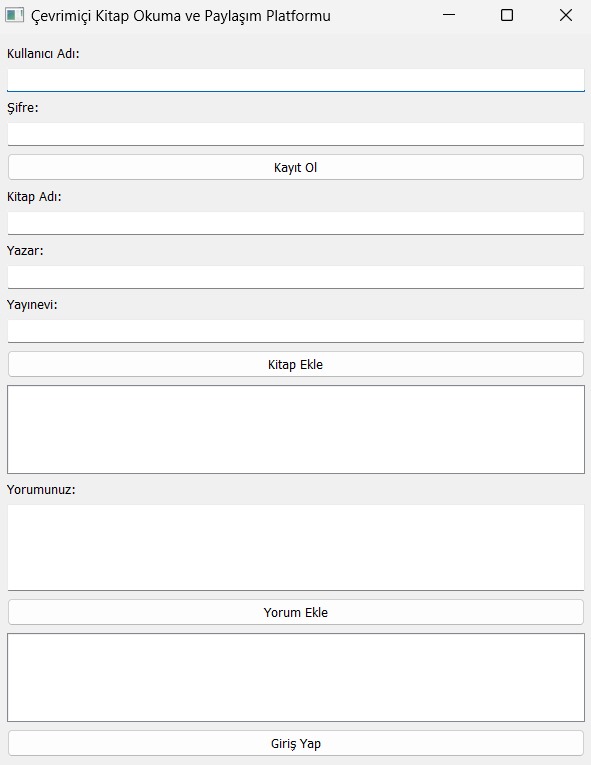 Çevrimiçi Kitap Okuma ve Paylaşım Platformu
Kullanıcı Adı:
Şifre:
Kayıt Ol
Kitap Adı:
Yazar:
Yayınevi:
Kitap Ekle
Yorumunuz:
Yorum Ekle
Giriş Yap